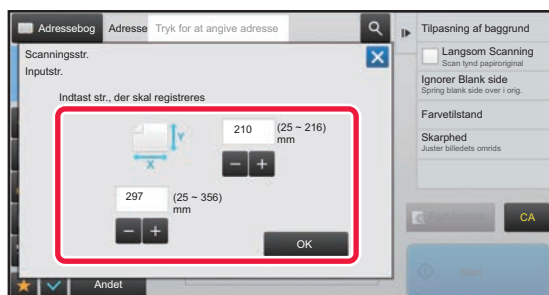 Adressebog Adresse Tryk for at angive adresse
Scanningsstr.
Inputstr.
Indtast str., der skal registreres
Y
X
210 (25 ~ 216)
mm
297 (25 ~ 356)
mm
OK
Andet
Tilpasning af baggrund
Langsom Scanning
Scan tynd papiroriginal
Ignorer Blank side
Spring blank side over i orig.
Farvetilstand
Skarphed
Juster billedets omrids
CA
Start